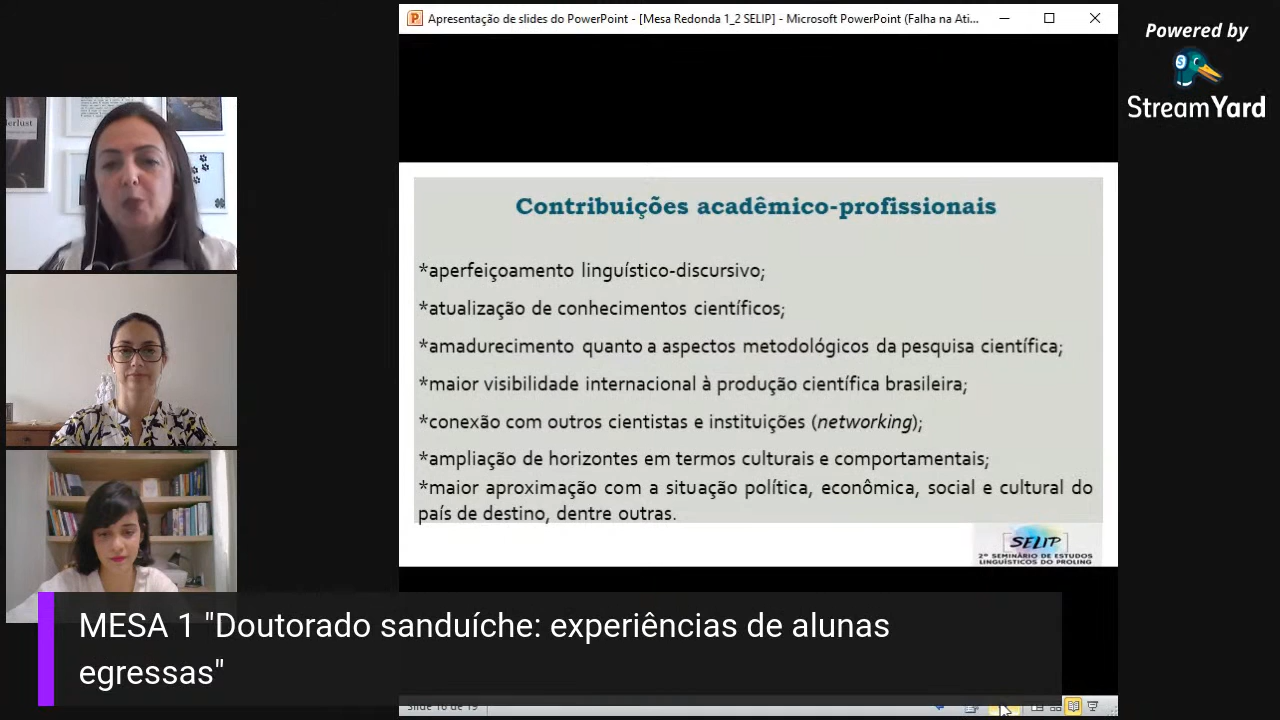 Apresentação de slides do PowerPoint - [Mesa Redonda 1_2 SELIP] - Microsoft PowerPoint (Falha na Ati...
Powered by
StreamYard
Contribuições acadêmico-profissionais
*aperfeiçoamento linguístico-discursivo;
*atualização de conhecimentos científicos;
*amadurecimento quanto a aspectos metodológicos da pesquisa científica;
*maior visibilidade internacional à produção científica brasileira;
*conexão com outros cientistas e instituições (networking);
*ampliação de horizontes em termos culturais e comportamentais;
*maior aproximação com a situação política, econômica, social e cultural do
país de destino, dentre outras.
SELIP
2º SEMINÁRIO DE ESTUDOS
LINGUÍSTICOS DO PROLING
MESA 1 "Doutorado sanduíche: experiências de alunas
egressas"